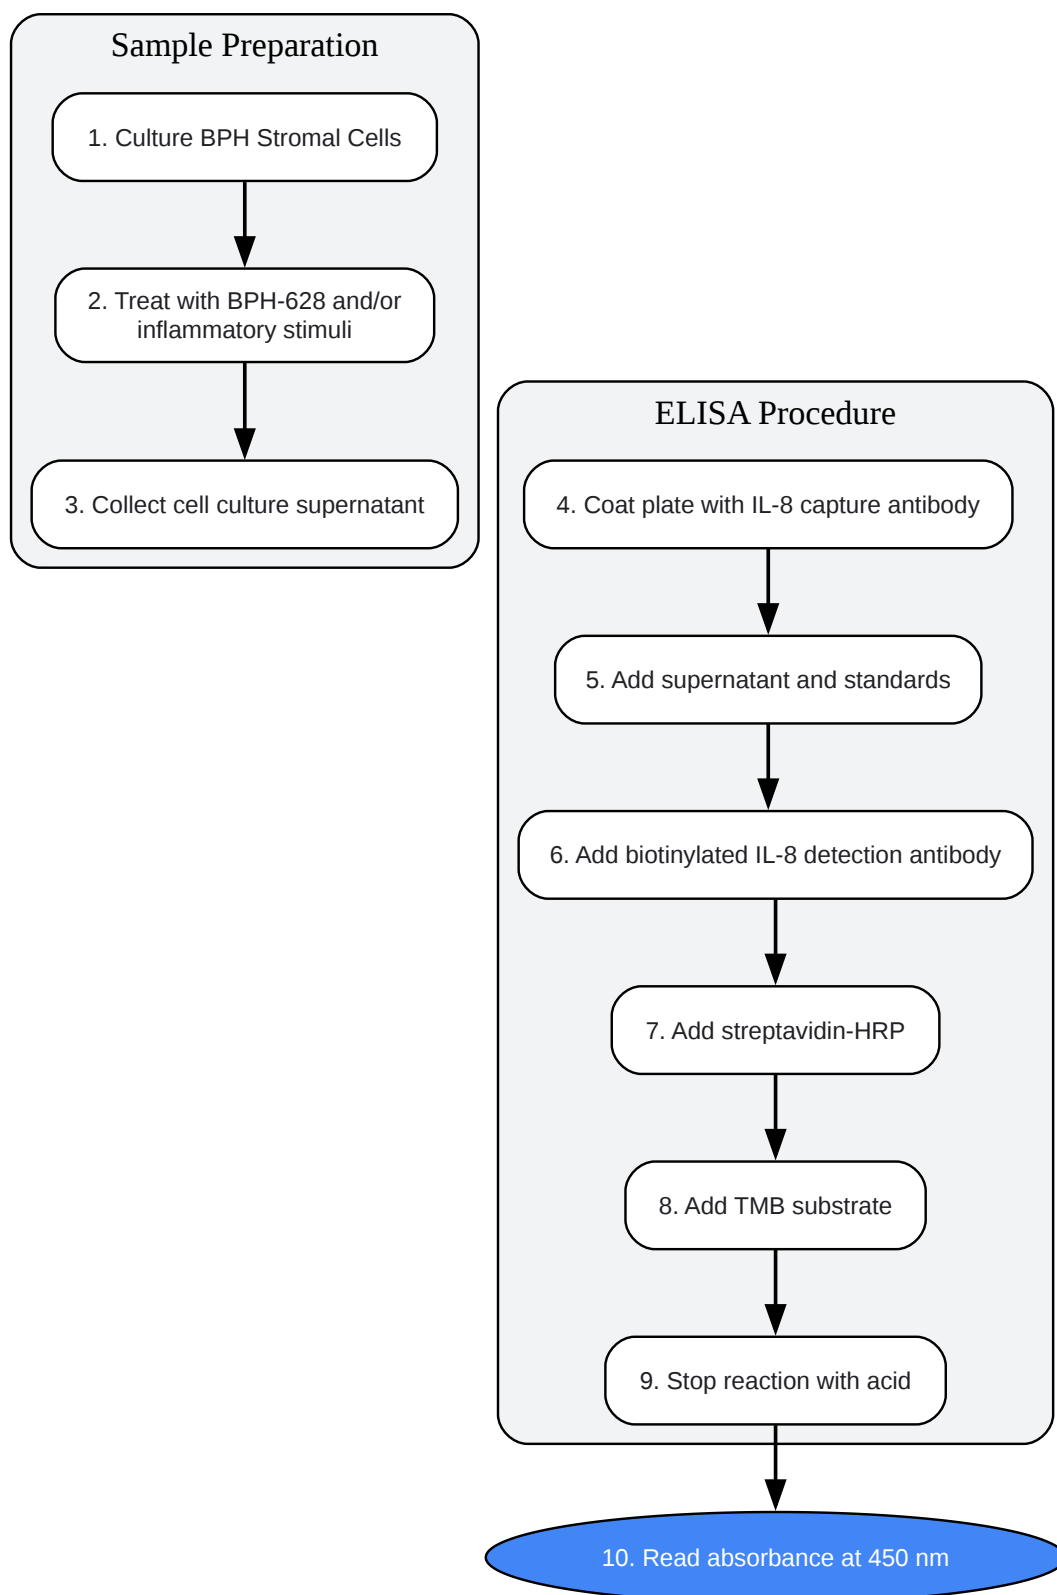 Sample Preparation
1. Culture BPH Stromal Cells
2. Treat with BPH-628 and/or
inflammatory stimuli
3. Collect cell culture supernatant
ELISA Procedure
4. Coat plate with IL-8 capture antibody
5. Add supernatant and standards
6. Add biotinylated IL-8 detection antibody
7. Add streptavidin-HRP
8. Add TMB substrate
9. Stop reaction with acid
10. Read absorbance at 450 nm